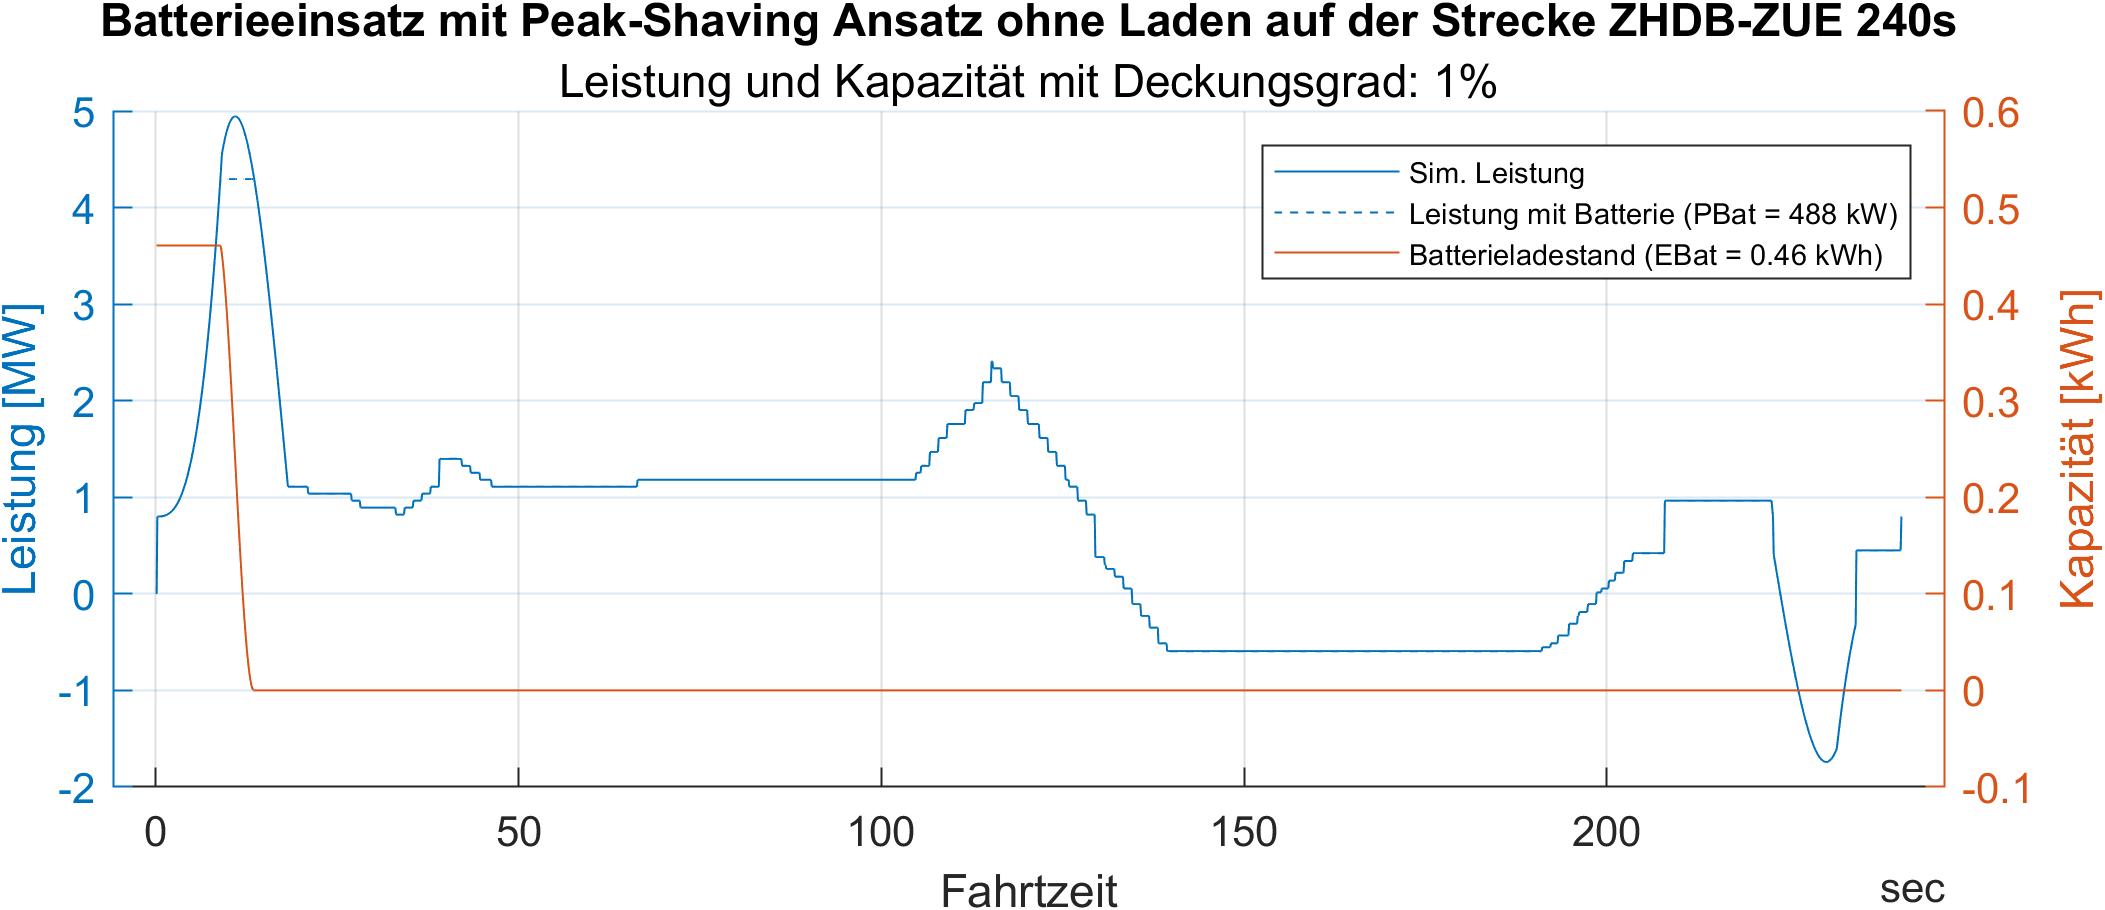 Batterieeinsatz mit Peak-Shaving Ansatz ohne Laden auf der Strecke ZHDB-ZUE 240s
Leistung und Kapazität mit Deckungsgrad: 1%
5
4
3
2
1
0
-1
-2
Leistung [MW]
0.6
0.5
0.4
0.3
0.2
0.1
0
-0.1
Kapazität [kWh]
Sim. Leistung
Leistung mit Batterie (PBat = 488 kW)
Batterieladestand (EBat = 0.46 kWh)
0 50 100 150 200
Fahrtzeit
sec